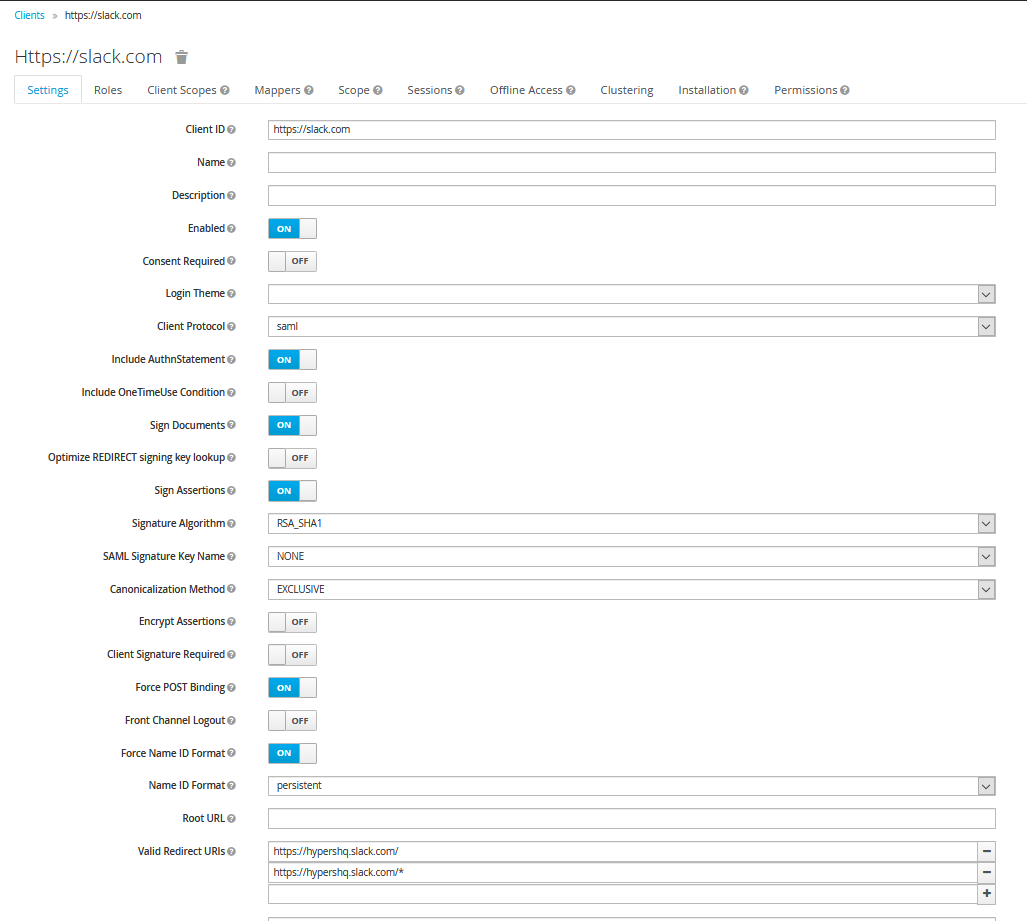 Clients » https://slack.com
Https://slack.com
Settings Roles Client Scopes Mappers Scope Sessions Offline Access Clustering Installation Permissions
Client ID https://slack.com
Name
Description
Enabled ON
Consent Required OFF
Login Theme
Client Protocol saml
Include AuthnStatement ON
Include OneTimeUse Condition OFF
Sign Documents ON
Optimize REDIRECT signing key lookup OFF
Sign Assertions ON
Signature Algorithm RSA_SHA1
SAML Signature Key Name NONE
Canonicalization Method EXCLUSIVE
Encrypt Assertions OFF
Client Signature Required OFF
Force POST Binding ON
Front Channel Logout OFF
Force Name ID Format ON
Name ID Format persistent
Root URL
Valid Redirect URIs https://hypershq.slack.com/
https://hypershq.slack.com/*